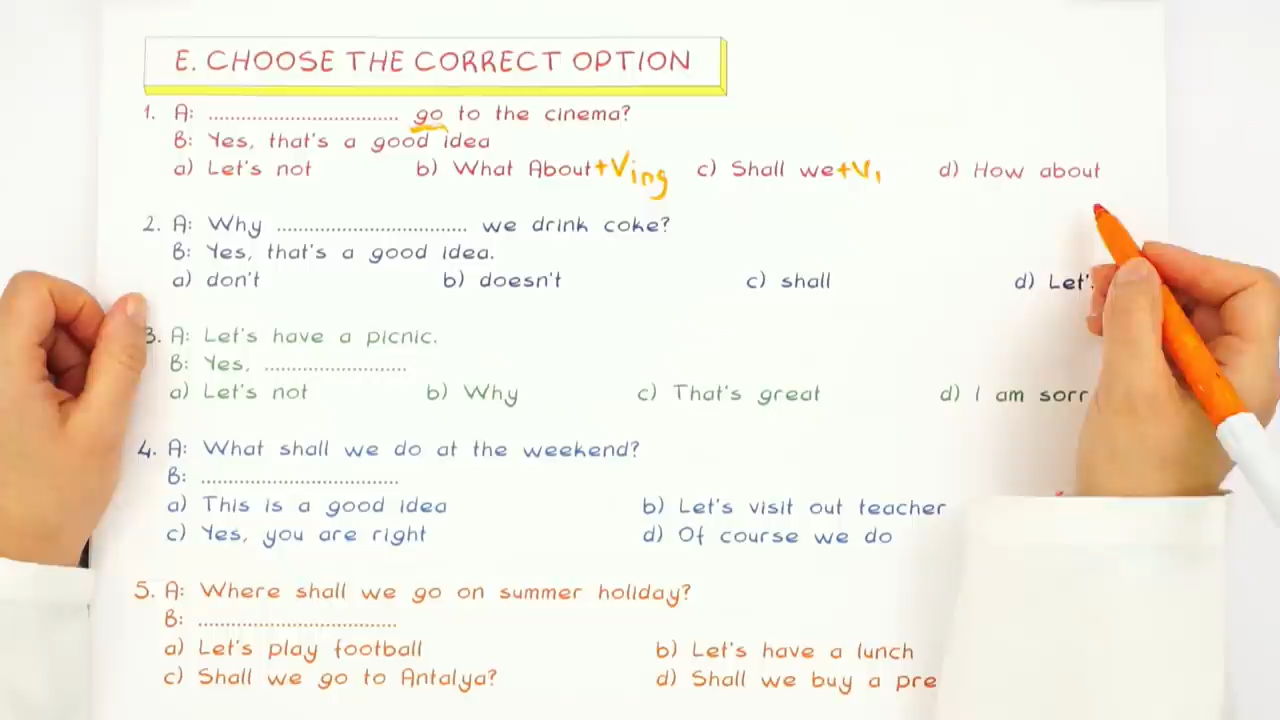 E. CHOOSE THE CORRECT OPTION
1. A: ................................... go to the cinema?
B: Yes, that's a good idea
a) Let's not b) What About +Ving c) Shall we +V1 d) How about
2. A: Why ................................... we drink coke?
B: Yes, that's a good idea.
a) don't b) doesn't c) shall d) Let'
3. A: Let's have a picnic.
B: Yes, ..........................
a) Let's not b) Why c) That's great d) I am sorr
4. A: What shall we do at the weekend?
B: ....................................
a) This is a good idea b) Let's visit out teacher
c) Yes, you are right d) Of course we do
5. A: Where shall we go on summer holiday?
B: ....................................
a) Let's play football b) Let's have a lunch
c) Shall we go to Antalya? d) Shall we buy a pre